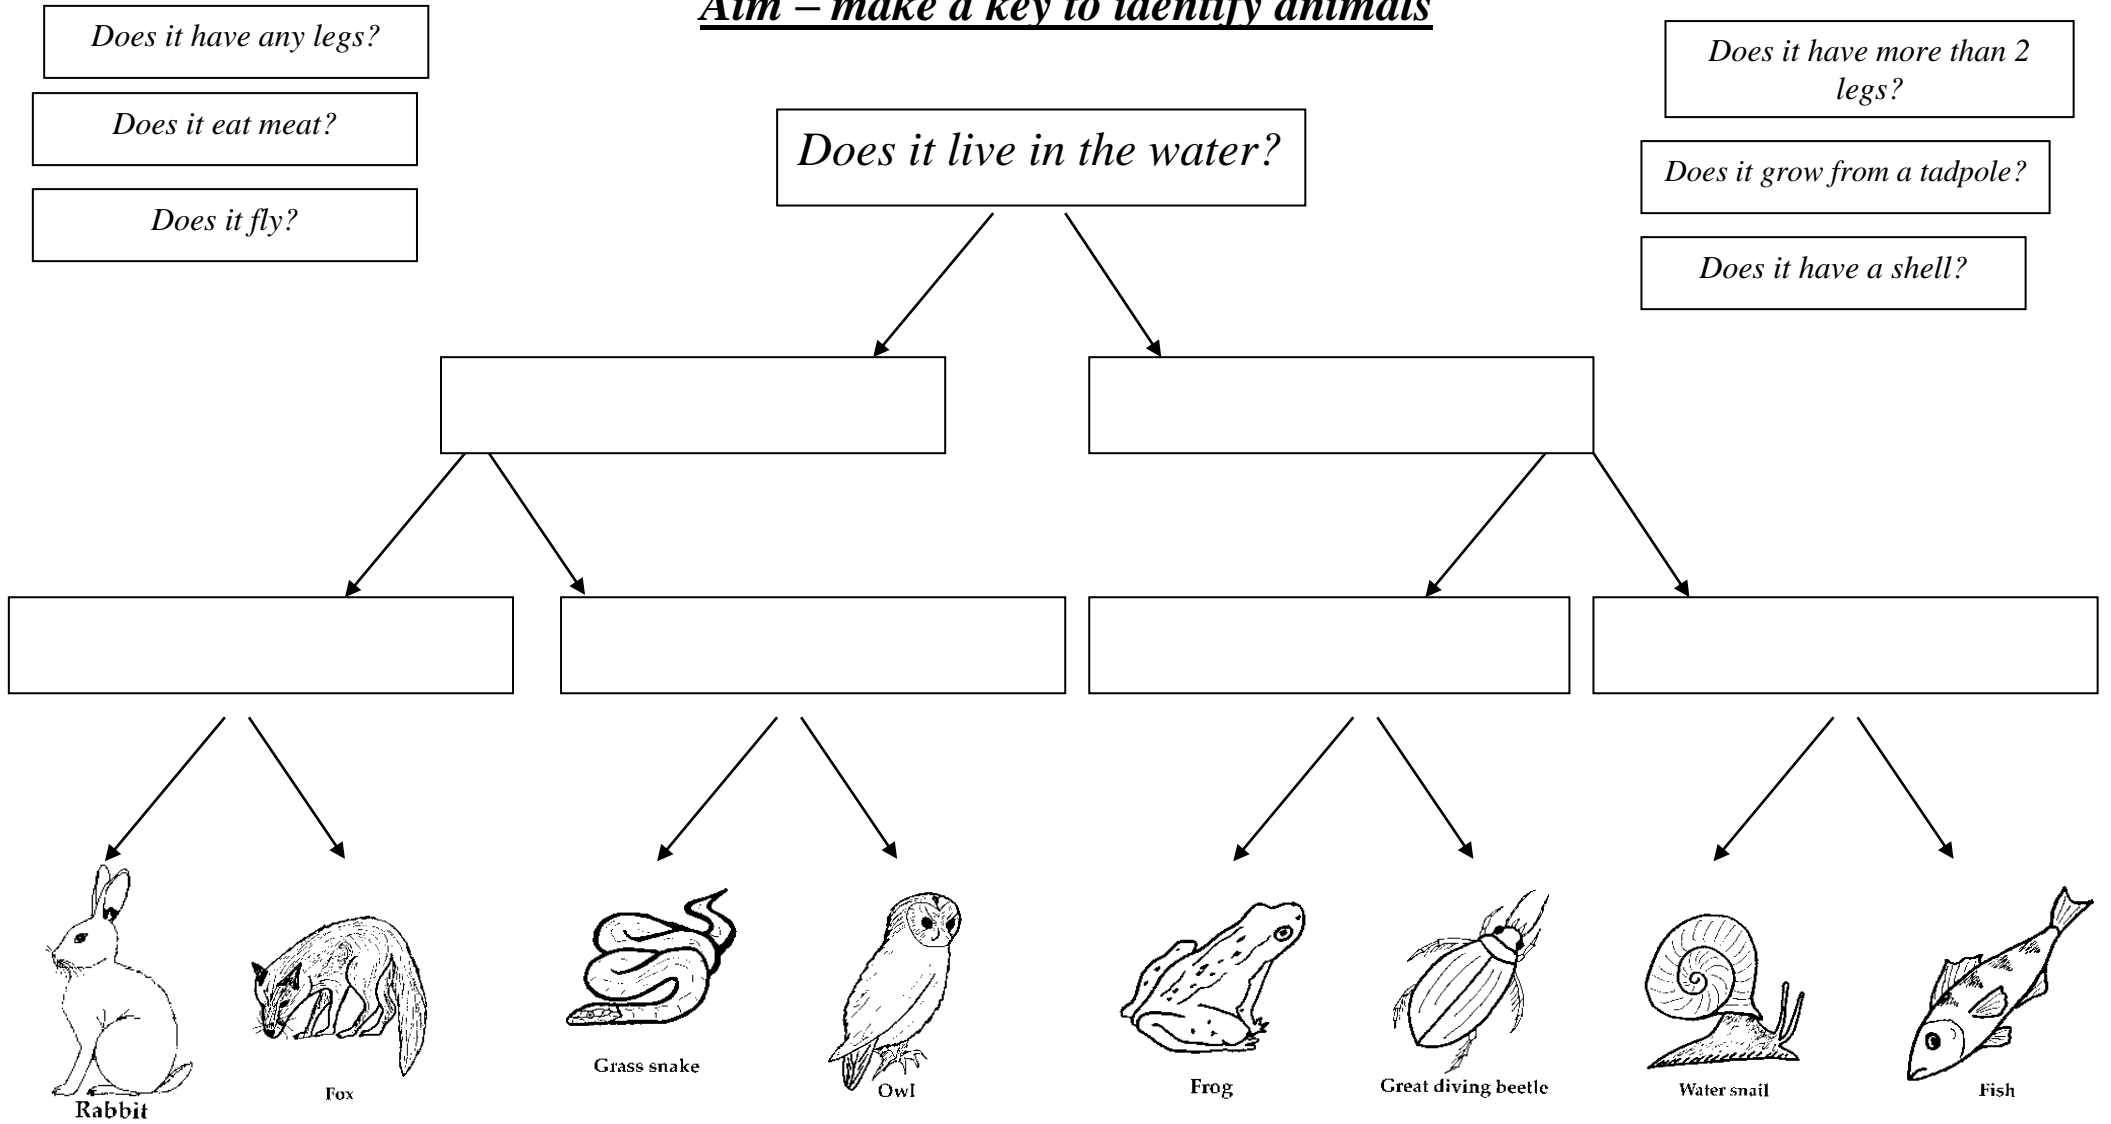 Aim – make a key to identify animals
Does it have any legs?
Does it eat meat?
Does it fly?
Does it have more than 2
legs?
Does it grow from a tadpole?
Does it have a shell?
Does it live in the water?
Rabbit
Fox
Grass snake
Owl
Frog
Great diving beetle
Water snail
Fish